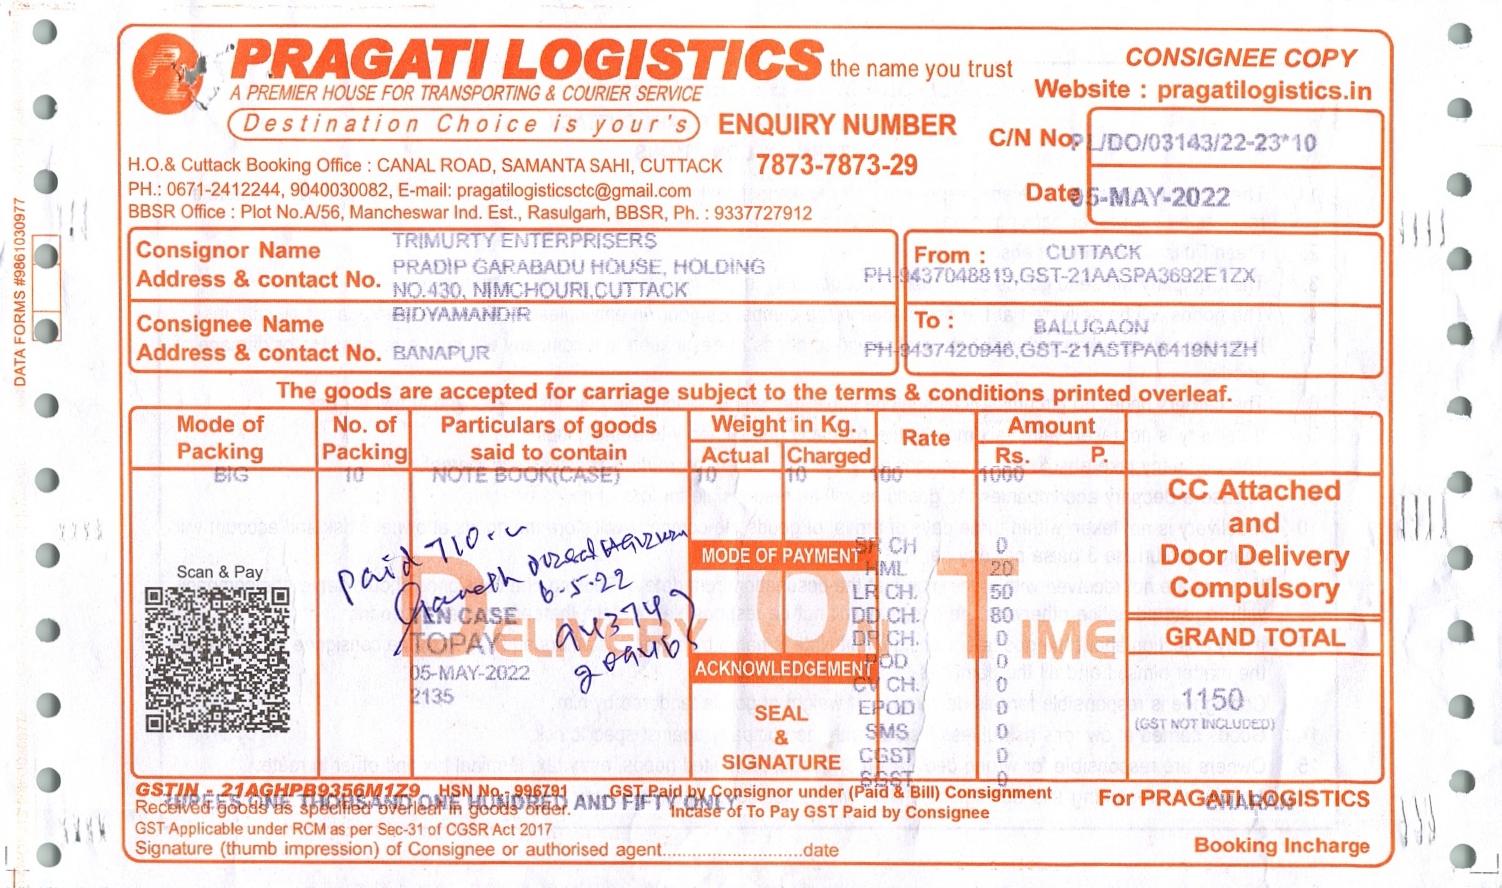 PRAGATI LOGISTICS the name you trust
A PREMIER HOUSE FOR TRANSPORTING & COURIER SERVICE
Destination Choice is your's
CONSIGNEE COPY
Website : pragatilogistics.in
ENQUIRY NUMBER
7873-7873-29
C/N No. PL/DO/03143/22-23*10
Date 05-MAY-2022
H.O.& Cuttack Booking Office : CANAL ROAD, SAMANTA SAHI, CUTTACK
PH.: 0671-2412244, 9040030082, E-mail: pragatilogisticsctc@gmail.com
BBSR Office : Plot No.A/56, Mancheswar Ind. Est., Rasulgarh, BBSR, Ph. : 9337727912
DATA FORMS #9861030977
Consignor Name TRIMURTY ENTERPRISERS
Address & contact No. PRADIP GARABADU HOUSE, HOLDING
NO.430, NIMCHOURI,CUTTACK
From : CUTTACK
PH-9437048819,GST-21AASPA3692E1ZX
Consignee Name BIDYAMANDIR
Address & contact No. BANAPUR
To : BALUGAON
PH-9437420946,GST-21ASTPA6419N1ZH
The goods are accepted for carriage subject to the terms & conditions printed overleaf.
Mode of Packing
No. of Packing
Particulars of goods said to contain
Weight in Kg.
Actual Charged
Rate
Amount
Rs. P.
BIG 10 NOTE BOOK(CASE) 10 10 100 1000
CC Attached
and
Door Delivery
Compulsory
GRAND TOTAL
1150
(GST NOT INCLUDED)
Scan & Pay
paid 710
6-5-22
TEN CASE
TOPAY
05-MAY-2022
2135
DELIVERY ON TIME
MODE OF PAYMENT
ACKNOWLEDGEMENT
SEAL
&
SIGNATURE
SR CH 0
HML 20
LR CH. 50
DD.CH. 80
DP.CH. 0
POD 0
CV CH. 0
EPOD 0
SMS 0
CGST 0
SGST 0
GSTIN - 21AGHPB9356M1Z9 HSN No.- 996791 GST Paid by Consignor under (Paid & Bill) Consignment
RUPEES ONE THOUSAND ONE HUNDRED AND FIFTY ONLY
Received goods as specified overleaf in goods order. Incase of To Pay GST Paid by Consignee
GST Applicable under RCM as per Sec-31 of CGSR Act 2017.
Signature (thumb impression) of Consignee or authorised agent..............................date
For PRAGATI LOGISTICS
CHARAN
Booking Incharge